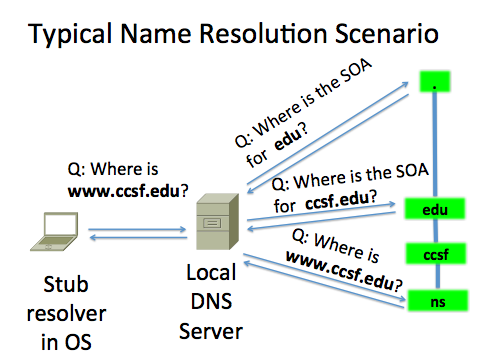 Typical Name Resolution Scenario
Q: Where is the SOA
for edu?
.
Q: Where is
www.ccsf.edu?
Q: Where is the SOA
for ccsf.edu?
edu
Q: Where is
www.ccsf.edu?
ccsf
ns
Stub
resolver
in OS
Local
DNS
Server